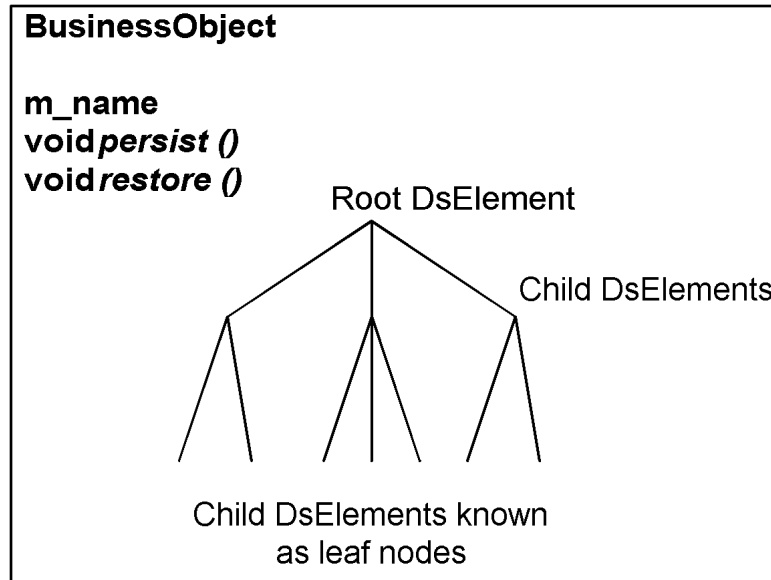 BusinessObject
m_name
void persist ()
void restore ()
Root DsElement
Child DsElements
Child DsElements known
as leaf nodes